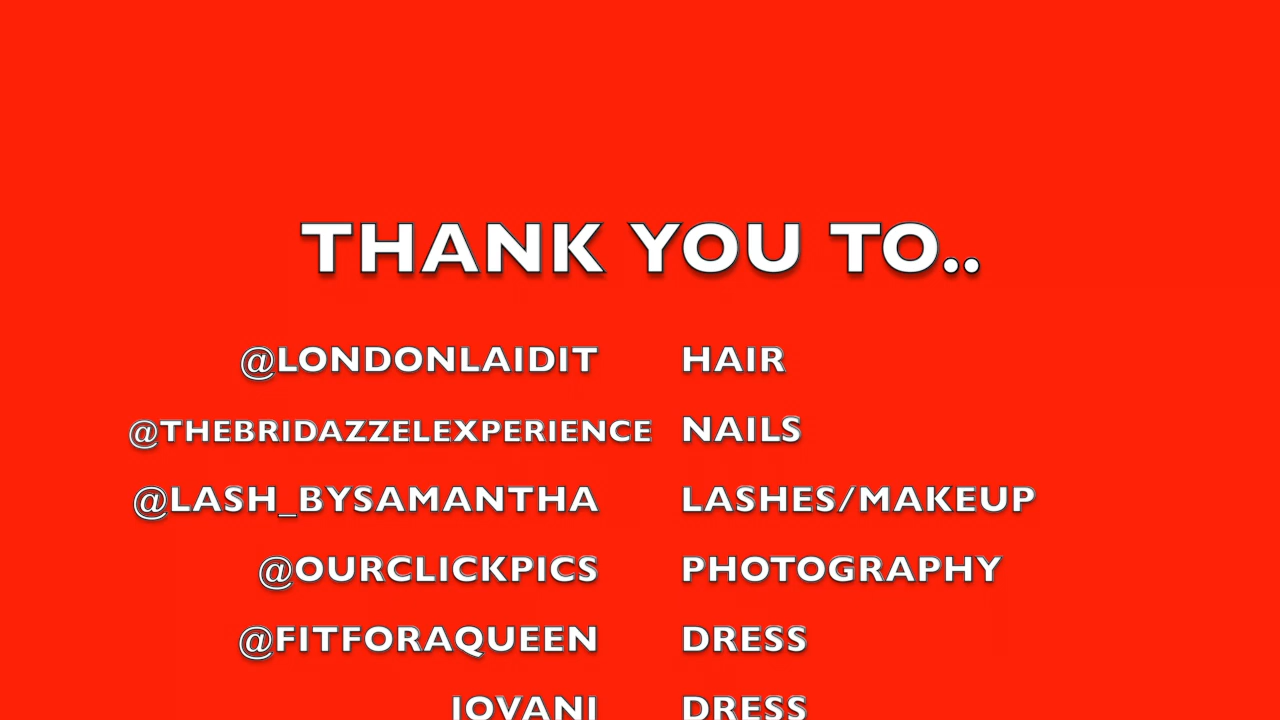 THANK YOU TO..
@LONDONLAIDIT HAIR
@THEBRIDAZZELEXPERIENCE NAILS
@LASH_BYSAMANTHA LASHES/MAKEUP
@OURCLICKPICS PHOTOGRAPHY
@FITFORAQUEEN DRESS
JOVANI DRESS